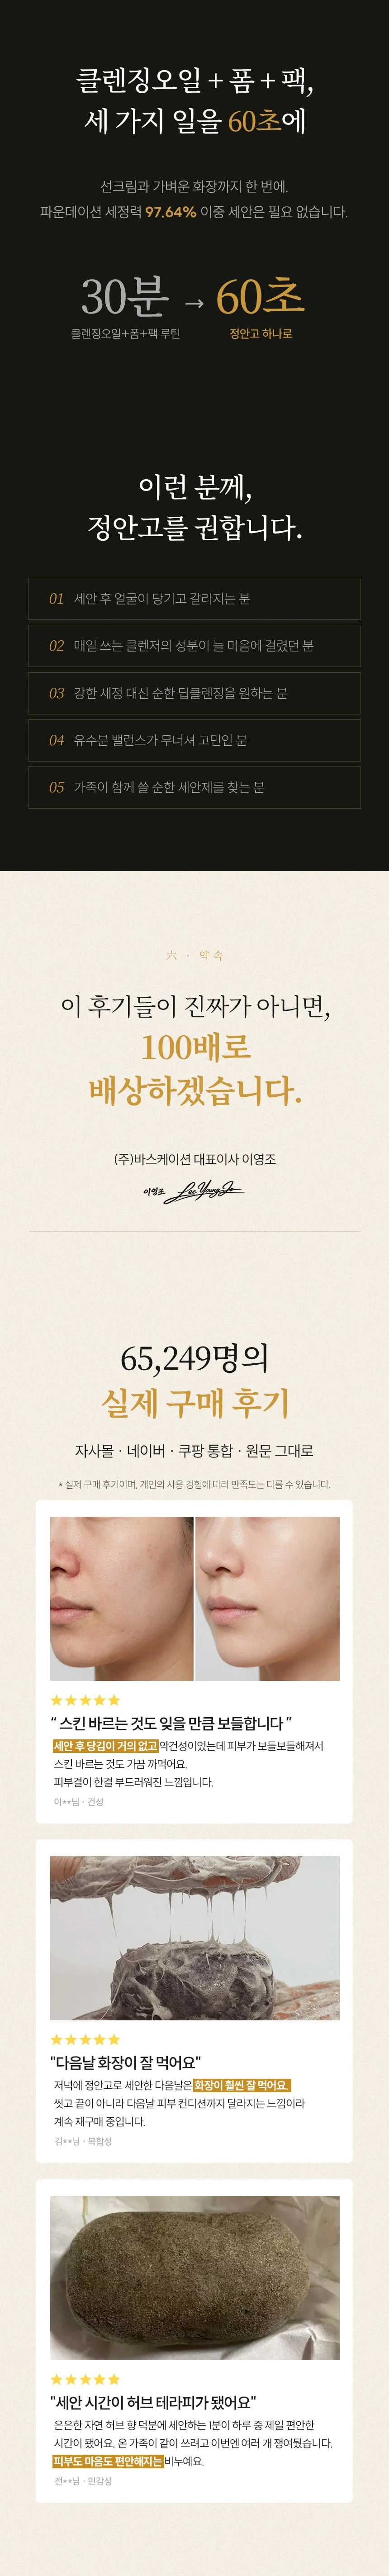 클렌징오일 + 폼 + 팩,
세 가지 일을 60초에
선크림과 가벼운 화장까지 한 번에.
파운데이션 세정력 97.64% 이중 세안은 필요 없습니다.
30분 → 60초
클렌징오일+폼+팩 루틴
정안고 하나로
이런 분께,
정안고를 권합니다.
01 세안 후 얼굴이 당기고 갈라지는 분
02 매일 쓰는 클렌저의 성분이 늘 마음에 걸렸던 분
03 강한 세정 대신 순한 딥클렌징을 원하는 분
04 유수분 밸런스가 무너져 고민인 분
05 가족이 함께 쓸 순한 세안제를 찾는 분
六 · 약속
이 후기들이 진짜가 아니면,
100배로
배상하겠습니다.
(주)바스케이션 대표이사 이영조
이영조 Lee Young Jo
65,249명의
실제 구매 후기
자사몰 · 네이버 · 쿠팡 통합 · 원문 그대로
* 실제 구매 후기이며, 개인의 사용 경험에 따라 만족도는 다를 수 있습니다.
★★★★★
“ 스킨 바르는 것도 잊을 만큼 보들합니다 ”
세안 후 당김이 거의 없고 약건성이었는데 피부가 보들보들해져서
스킨 바르는 것도 가끔 까먹어요.
피부결이 한결 부드러워진 느낌입니다.
이**님 · 건성
★★★★★
"다음날 화장이 잘 먹어요"
저녁에 정안고로 세안한 다음날은 화장이 훨씬 잘 먹어요.
씻고 끝이 아니라 다음날 피부 컨디션까지 달라지는 느낌이라
계속 재구매 중입니다.
김**님 · 복합성
★★★★★
"세안 시간이 허브 테라피가 됐어요"
은은한 자연 허브 향 덕분에 세안하는 1분이 하루 중 제일 편안한
시간이 됐어요. 온 가족이 같이 쓰려고 이번엔 여러 개 쟁여뒀습니다.
피부도 마음도 편안해지는 비누예요.
전**님 · 민감성